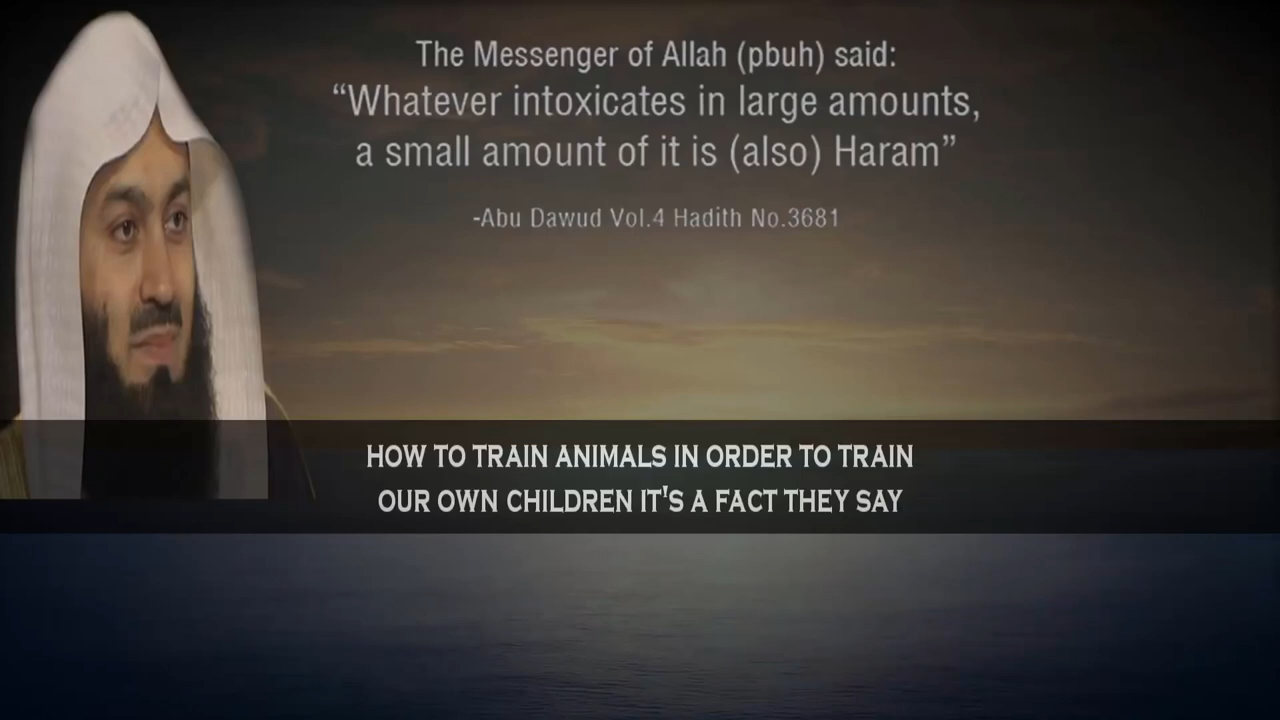 The Messenger of Allah (pbuh) said:
“Whatever intoxicates in large amounts,
a small amount of it is (also) Haram”
-Abu Dawud Vol.4 Hadith No.3681
HOW TO TRAIN ANIMALS IN ORDER TO TRAIN
OUR OWN CHILDREN IT'S A FACT THEY SAY